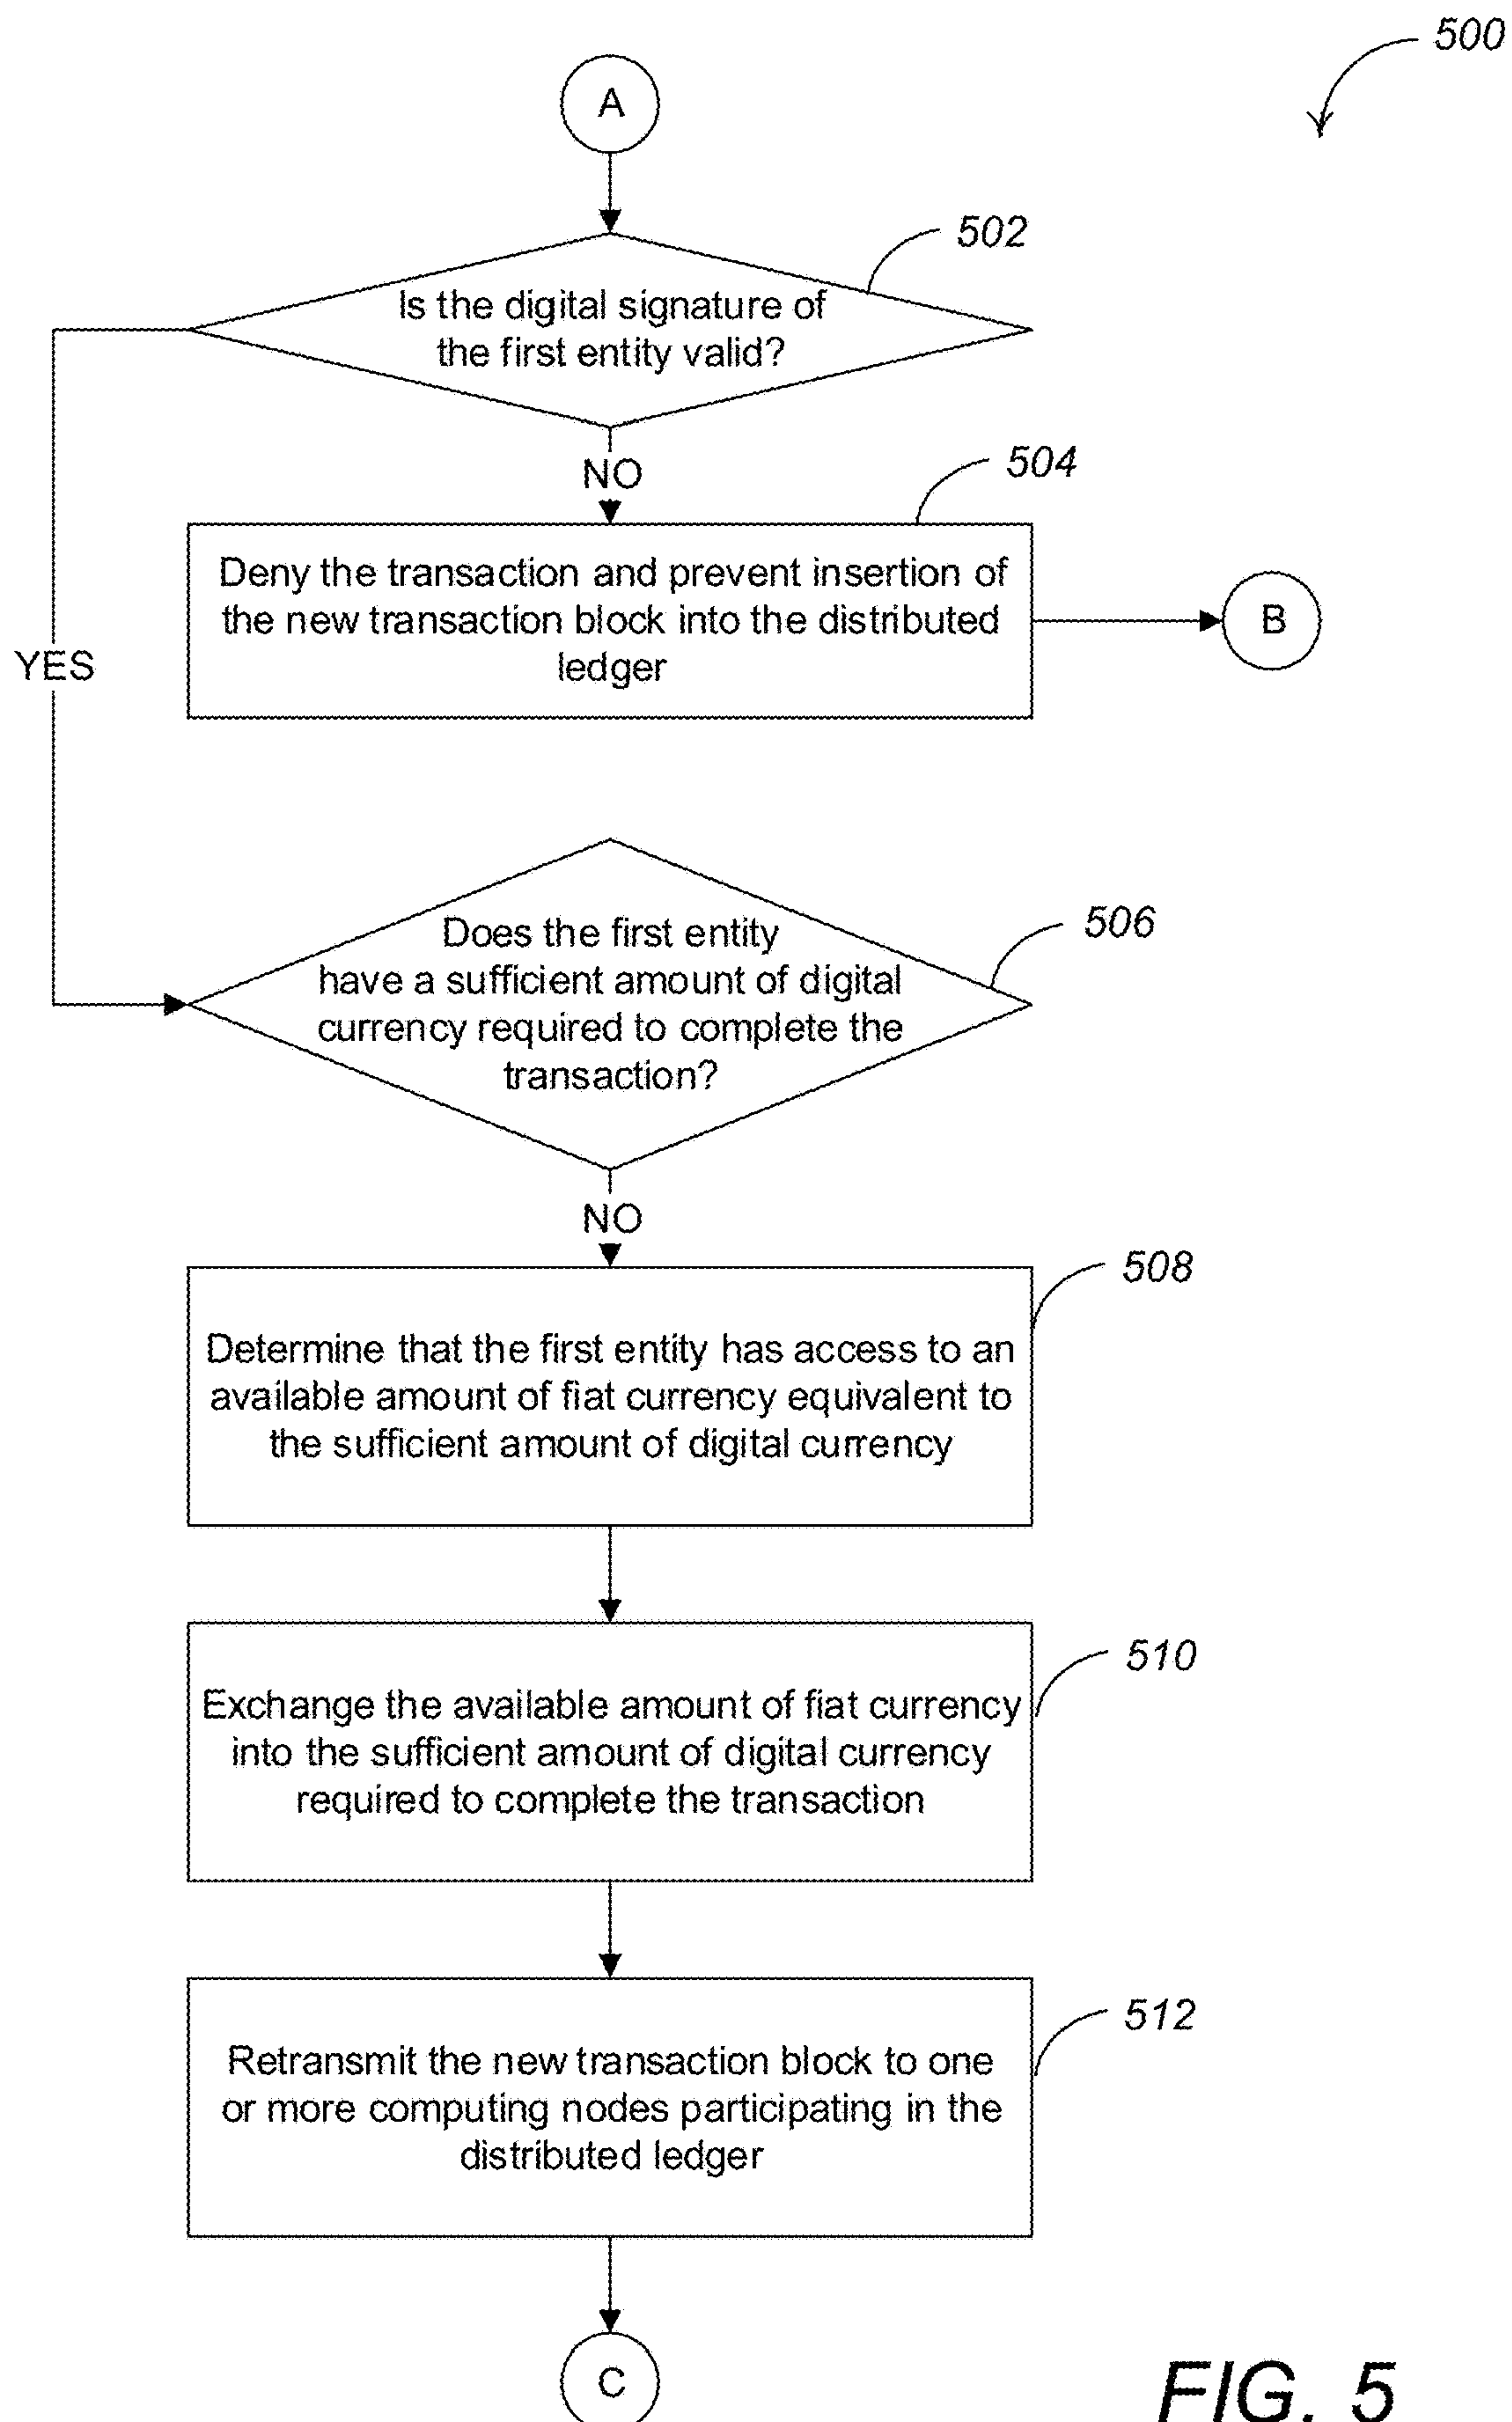 500
A
502
Is the digital signature of
the first entity valid?
NO
504
Deny the transaction and prevent insertion of
the new transaction block into the distributed
ledger
B
YES
506
Does the first entity
have a sufficient amount of digital
currency required to complete the
transaction?
NO
508
Determine that the first entity has access to an
available amount of fiat currency equivalent to
the sufficient amount of digital currency
510
Exchange the available amount of fiat currency
into the sufficient amount of digital currency
required to complete the transaction
512
Retransmit the new transaction block to one
or more computing nodes participating in the
distributed ledger
C
FIG. 5